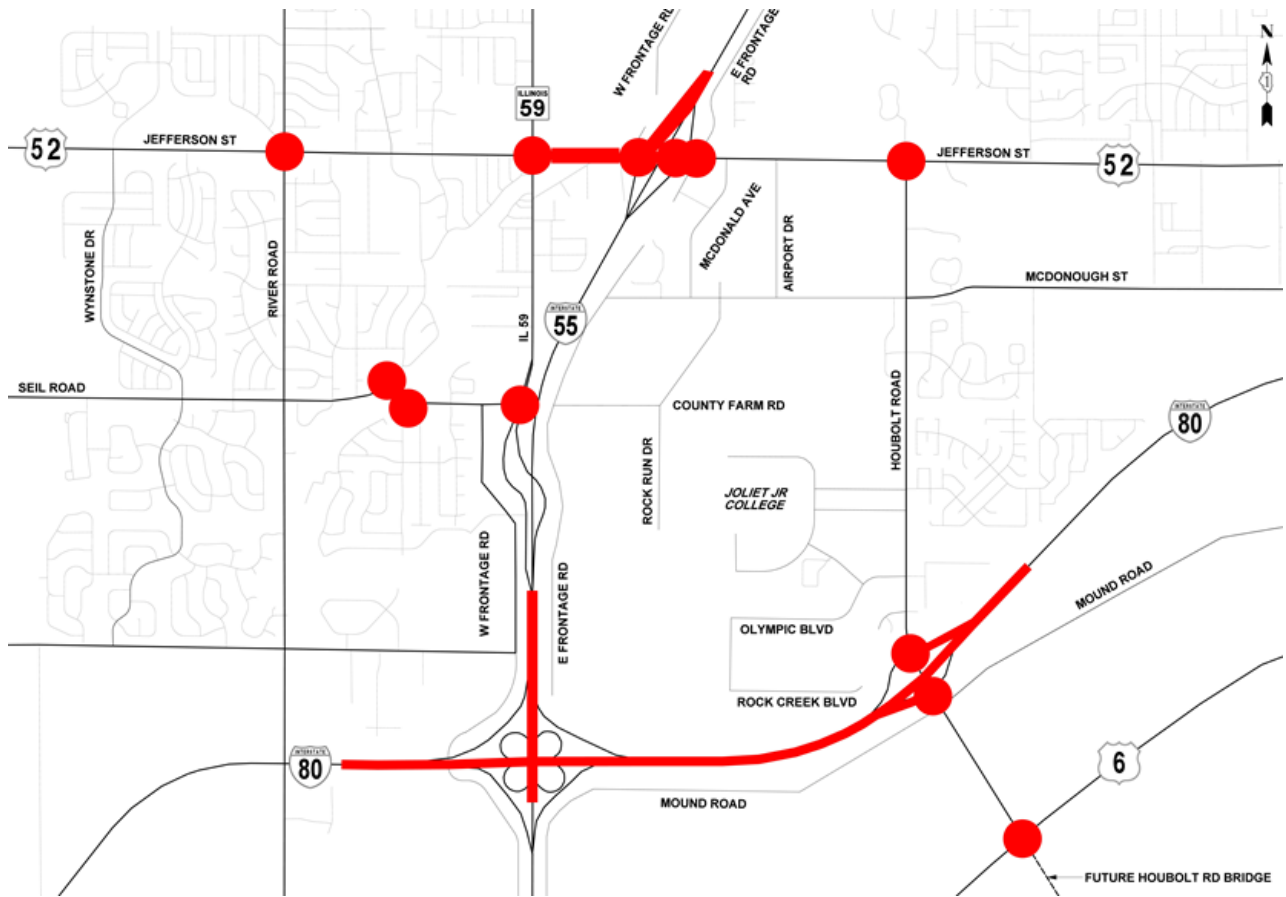 W FRONTAGE RD
E FRONTAGE
RD
N
ILLINOIS
59
52
JEFFERSON ST
JEFFERSON ST
52
WYNSTONE DR
RIVER ROAD
MCDONALD AVE
AIRPORT DR
MCDONOUGH ST
IL 59
INTERSTATE
55
SEIL ROAD
COUNTY FARM RD
HOUBOLT ROAD
INTERSTATE
80
ROCK RUN DR
JOLIET JR
COLLEGE
W FRONTAGE RD
E FRONTAGE RD
MOUND ROAD
OLYMPIC BLVD
ROCK CREEK BLVD
INTERSTATE
80
MOUND ROAD
6
FUTURE HOUBOLT RD BRIDGE